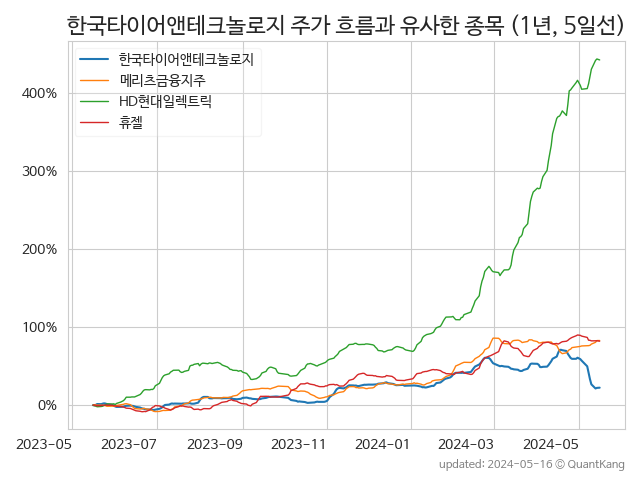 한국타이어앤테크놀로지 주가 흐름과 유사한 종목 (1년, 5일선)
한국타이어앤테크놀로지
메리츠금융지주
HD현대일렉트릭
휴젤
400%
300%
200%
100%
0%
2023-05 2023-07 2023-09 2023-11 2024-01 2024-03 2024-05
updated: 2024-05-16 © QuantKang